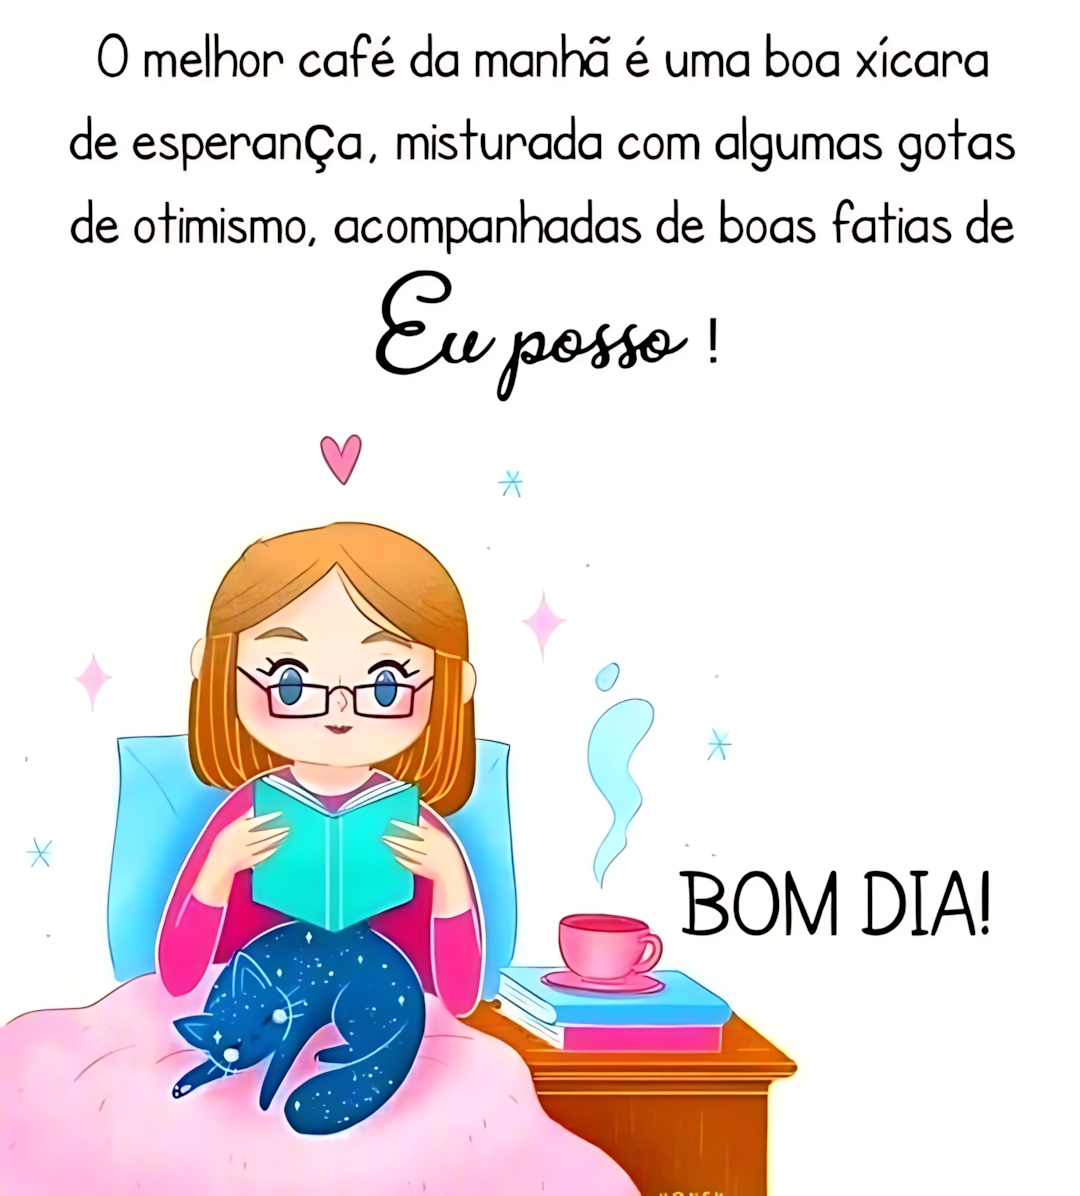 O melhor café da manhã é uma boa xícara
de esperança, misturada com algumas gotas
de otimismo, acompanhadas de boas fatias de
Eu posso !
BOM DIA!